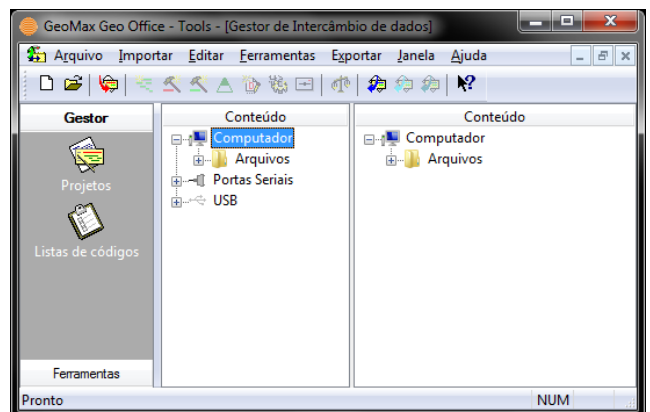 GeoMax Geo Office - Tools - [Gestor de Intercâmbio de dados]
Arquivo Importar Editar Ferramentas Exportar Janela Ajuda
Gestor
Projetos
Listas de códigos
Ferramentas
Conteúdo
Computador
Arquivos
Portas Seriais
USB
Conteúdo
Computador
Arquivos
Pronto NUM